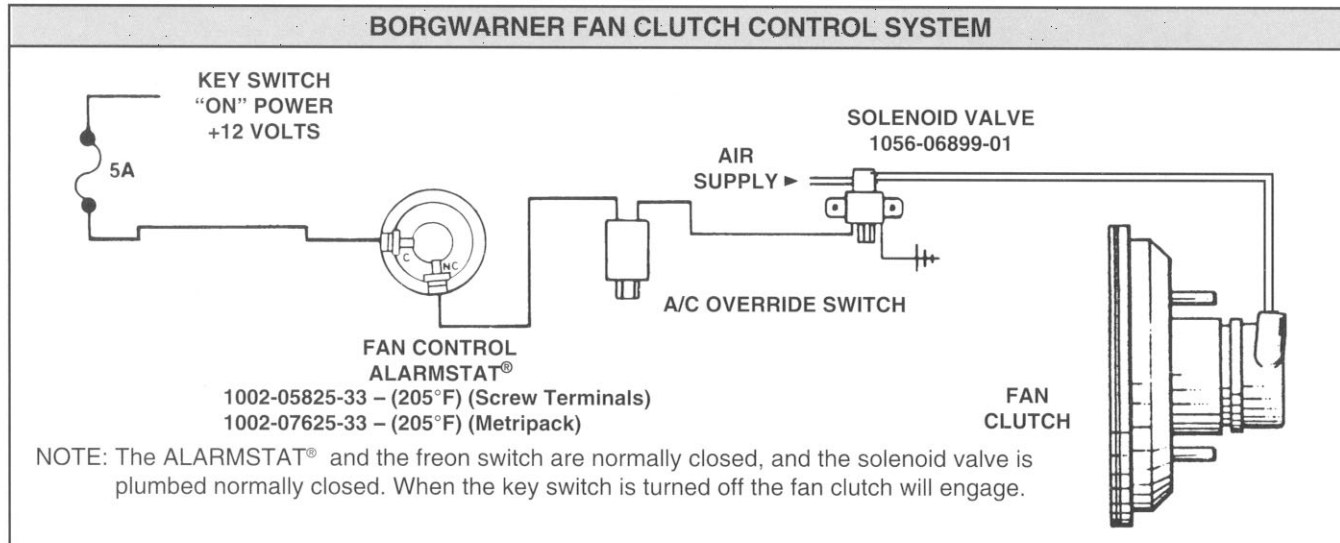 BORGWARNER FAN CLUTCH CONTROL SYSTEM
KEY SWITCH
“ON” POWER
+12 VOLTS
5A
C
NC
FAN CONTROL
ALARMSTAT®
1002-05825-33 – (205°F) (Screw Terminals)
1002-07625-33 – (205°F) (Metripack)
A/C OVERRIDE SWITCH
AIR
SUPPLY ►
SOLENOID VALVE
1056-06899-01
FAN
CLUTCH
NOTE: The ALARMSTAT® and the freon switch are normally closed, and the solenoid valve is
plumbed normally closed. When the key switch is turned off the fan clutch will engage.